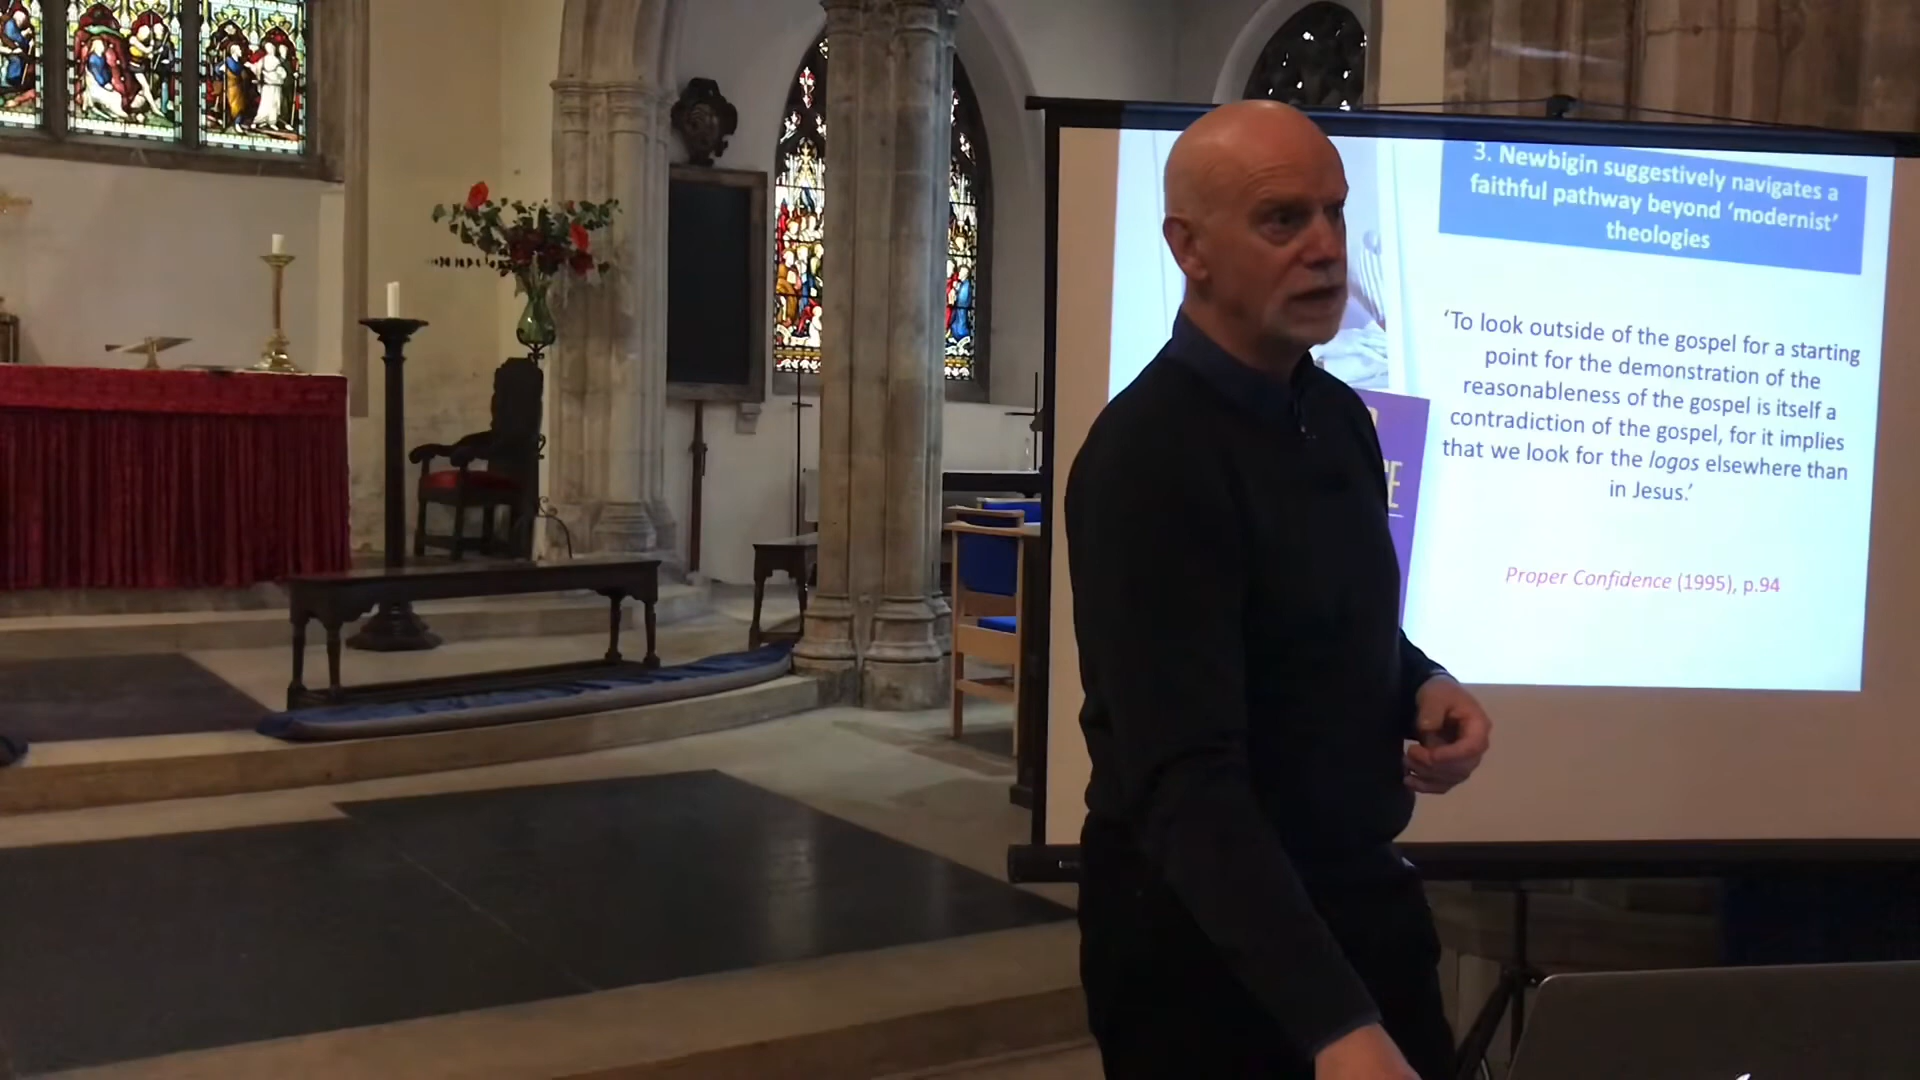 3. Newbigin suggestively navigates a
faithful pathway beyond ‘modernist’
theologies
‘To look outside of the gospel for a starting
point for the demonstration of the
reasonableness of the gospel is itself a
contradiction of the gospel, for it implies
that we look for the logos elsewhere than
in Jesus.’
Proper Confidence (1995), p.94